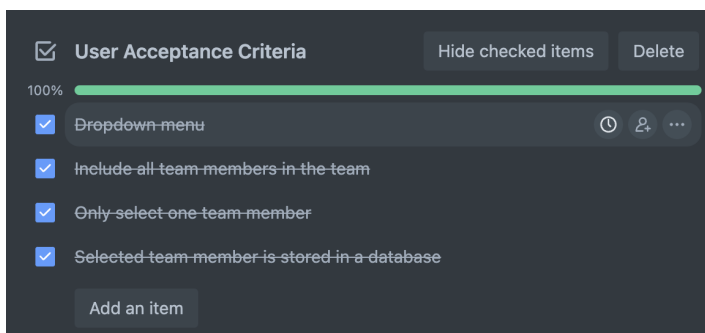 User Acceptance Criteria Hide checked items Delete
100%
Dropdown menu
Include all team members in the team
Only select one team member
Selected team member is stored in a database
Add an item